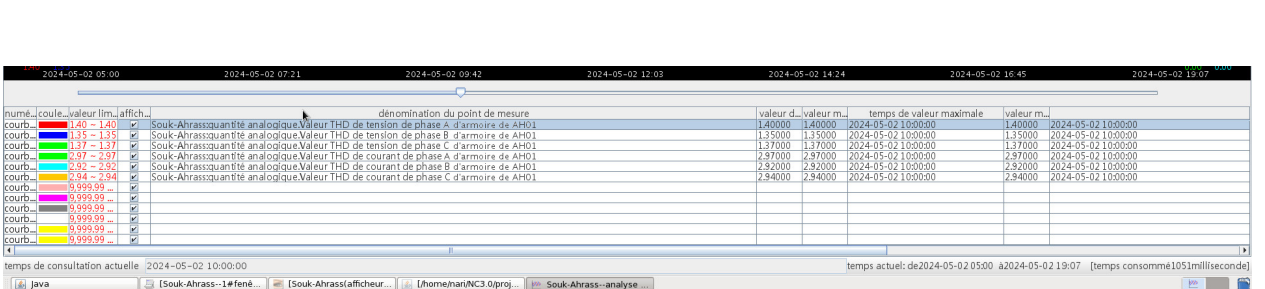 1.40 0.00 0.00
2024-05-02 05:00 2024-05-02 07:21 2024-05-02 09:42 2024-05-02 12:03 2024-05-02 14:24 2024-05-02 16:45 2024-05-02 19:07
numé... coule... valeur lim... affich... dénomination du point de mesure valeur d... valeur m... temps de valeur maximale valeur m...
courb... 1.40 ~ 1.40 Souk-Ahrass:quantité analogique.Valeur THD de tension de phase A d'armoire de AH01 1.40000 1.40000 2024-05-02 10:00:00 1.40000 2024-05-02 10:00:00
courb... 1.35 ~ 1.35 Souk-Ahrass:quantité analogique.Valeur THD de tension de phase B d'armoire de AH01 1.35000 1.35000 2024-05-02 10:00:00 1.35000 2024-05-02 10:00:00
courb... 1.37 ~ 1.37 Souk-Ahrass:quantité analogique.Valeur THD de tension de phase C d'armoire de AH01 1.37000 1.37000 2024-05-02 10:00:00 1.37000 2024-05-02 10:00:00
courb... 2.97 ~ 2.97 Souk-Ahrass:quantité analogique.Valeur THD de courant de phase A d'armoire de AH01 2.97000 2.97000 2024-05-02 10:00:00 2.97000 2024-05-02 10:00:00
courb... 2.92 ~ 2.92 Souk-Ahrass:quantité analogique.Valeur THD de courant de phase B d'armoire de AH01 2.92000 2.92000 2024-05-02 10:00:00 2.92000 2024-05-02 10:00:00
courb... 2.94 ~ 2.94 Souk-Ahrass:quantité analogique.Valeur THD de courant de phase C d'armoire de AH01 2.94000 2.94000 2024-05-02 10:00:00 2.94000 2024-05-02 10:00:00
courb... 9,999.99 ...
courb... 9,999.99 ...
courb... 9,999.99 ...
courb... 9,999.99 ...
courb... 9,999.99 ...
courb... 9,999.99 ...
temps de consultation actuelle 2024-05-02 10:00:00 temps actuel: de2024-05-02 05:00 à2024-05-02 19:07 [temps consommé1051milliseconde]
Java [Souk-Ahrass--1#fenê... [Souk-Ahrass(afficheur... [/home/nari/NC3.0/proj... Souk-Ahrass--analyse ...